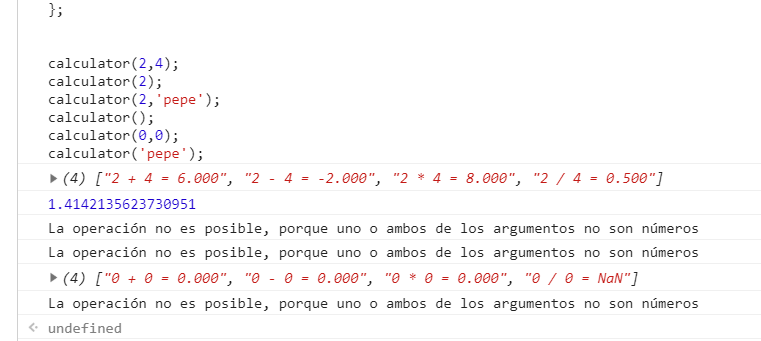 };
calculator(2,4);
calculator(2);
calculator(2,'pepe');
calculator();
calculator(0,0);
calculator('pepe');
(4) ["2 + 4 = 6.000", "2 - 4 = -2.000", "2 * 4 = 8.000", "2 / 4 = 0.500"]
1.4142135623730951
La operación no es posible, porque uno o ambos de los argumentos no son números
La operación no es posible, porque uno o ambos de los argumentos no son números
(4) ["0 + 0 = 0.000", "0 - 0 = 0.000", "0 * 0 = 0.000", "0 / 0 = NaN"]
La operación no es posible, porque uno o ambos de los argumentos no son números
undefined